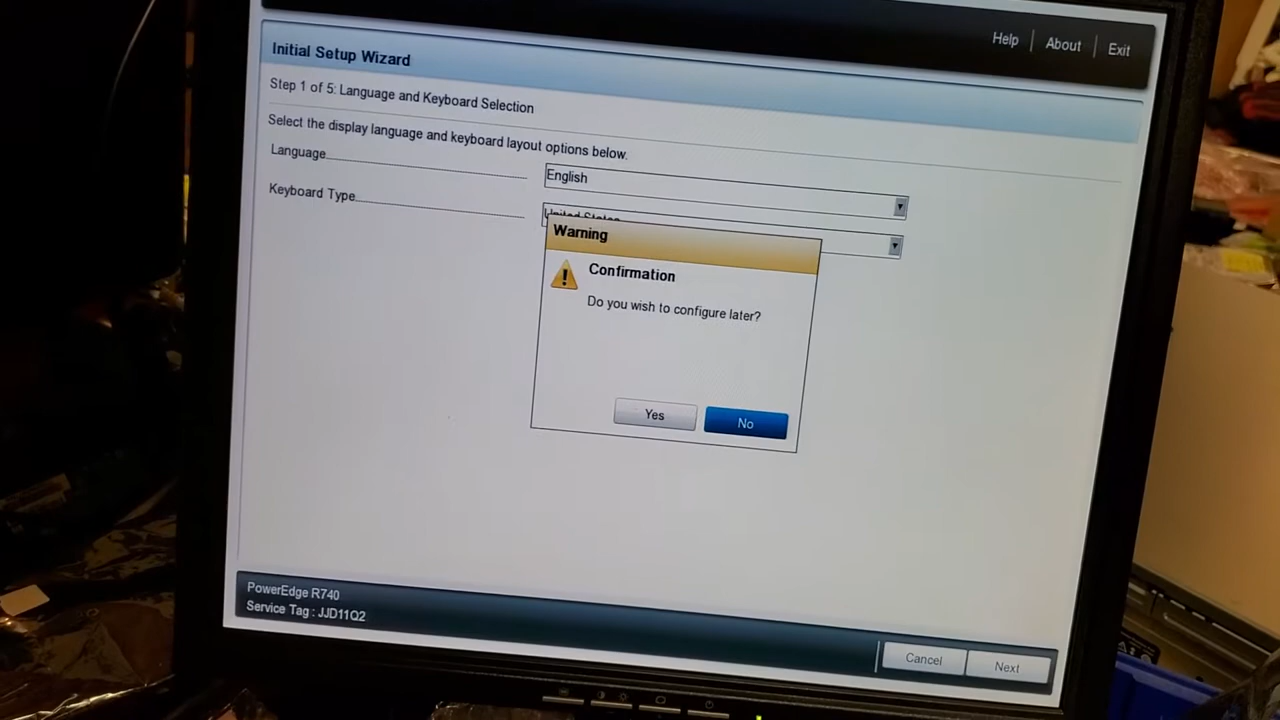 Help | About | Exit
Initial Setup Wizard
Step 1 of 5: Language and Keyboard Selection
Select the display language and keyboard layout options below.
Language
English
Keyboard Type
United States
Warning
Confirmation
Do you wish to configure later?
Yes
No
PowerEdge R740
Service Tag : JJD11Q2
Cancel
Next